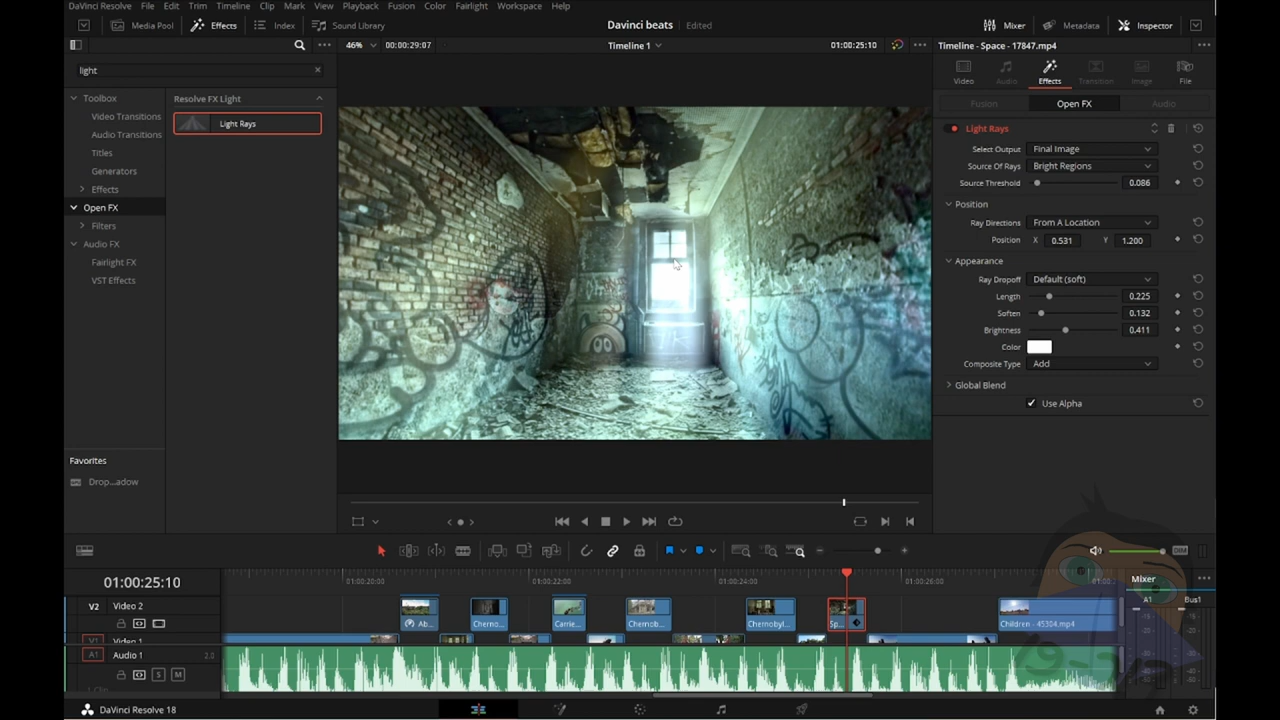 DaVinci Resolve File Edit Trim Timeline Clip Mark View Playback Fusion Color Fairlight Workspace Help
Media Pool Effects Index Sound Library Davinci beats Edited Mixer Metadata Inspector
46% 00:00:29:07 Timeline 1 01:00:25:10 Timeline - Space - 17847.mp4
light
Video Audio Effects Transition Image File
Toolbox
Video Transitions
Audio Transitions
Titles
Generators
Effects
Open FX
Filters
Audio FX
Fairlight FX
VST Effects
Resolve FX Light
Light Rays
Favorites
Drop...adow
Fusion Open FX Audio
Light Rays
Select Output Final Image
Source Of Rays Bright Regions
Source Threshold 0.086
Position
Ray Directions From A Location
Position X 0.531 Y 1.200
Appearance
Ray Dropoff Default (soft)
Length 0.225
Soften 0.132
Brightness 0.411
Color
Composite Type Add
Global Blend
Use Alpha
DIM
01:00:25:10 01:00:20:00 01:00:22:00 01:00:24:00 01:00:26:00
Mixer
V2 Video 2
Ab... Cherno... Carrie... Chernob... Chernobyl... Sp... Children - 45304.mp4
A1 Bus1
V1 Video 1
A1 Audio 1 2.0
S M
1 Clip
DaVinci Resolve 18